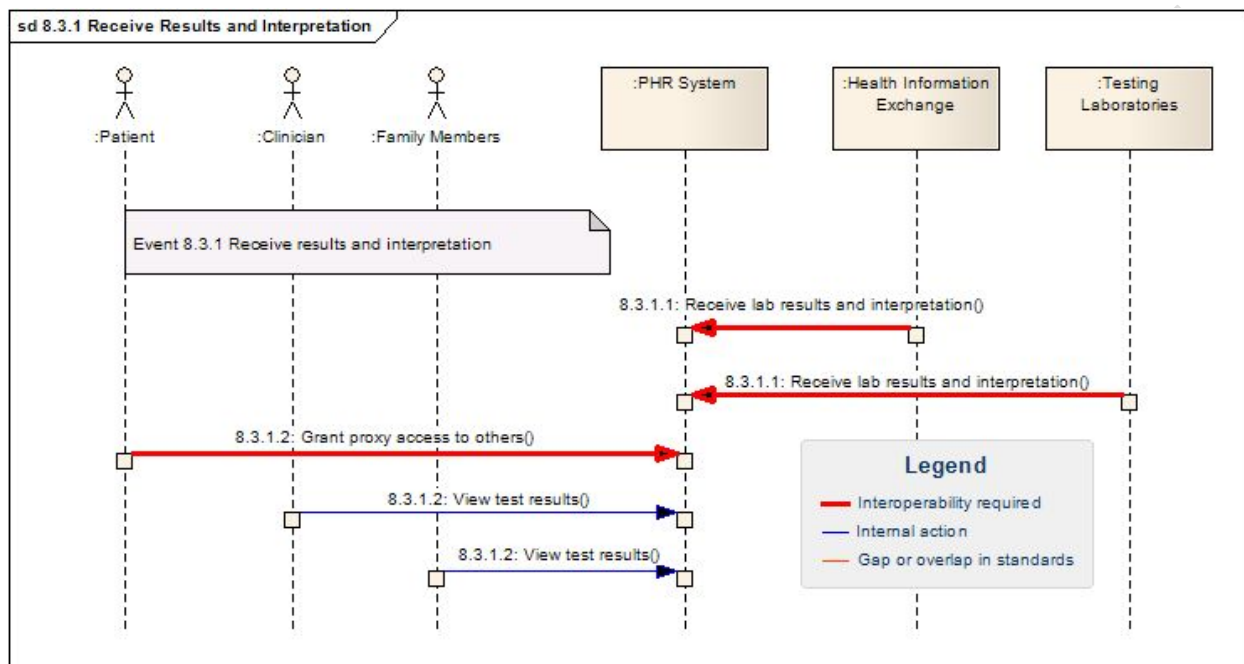 sd 8.3.1 Receive Results and Interpretation
:Patient
:Clinician
:Family Members
:PHR System
:Health Information
Exchange
:Testing
Laboratories
Event 8.3.1 Receive results and interpretation
8.3.1.1: Receive lab results and interpretation()
8.3.1.1: Receive lab results and interpretation()
8.3.1.2: Grant proxy access to others()
8.3.1.2: View test results()
8.3.1.2: View test results()
Legend
Interoperability required
Internal action
Gap or overlap in standards